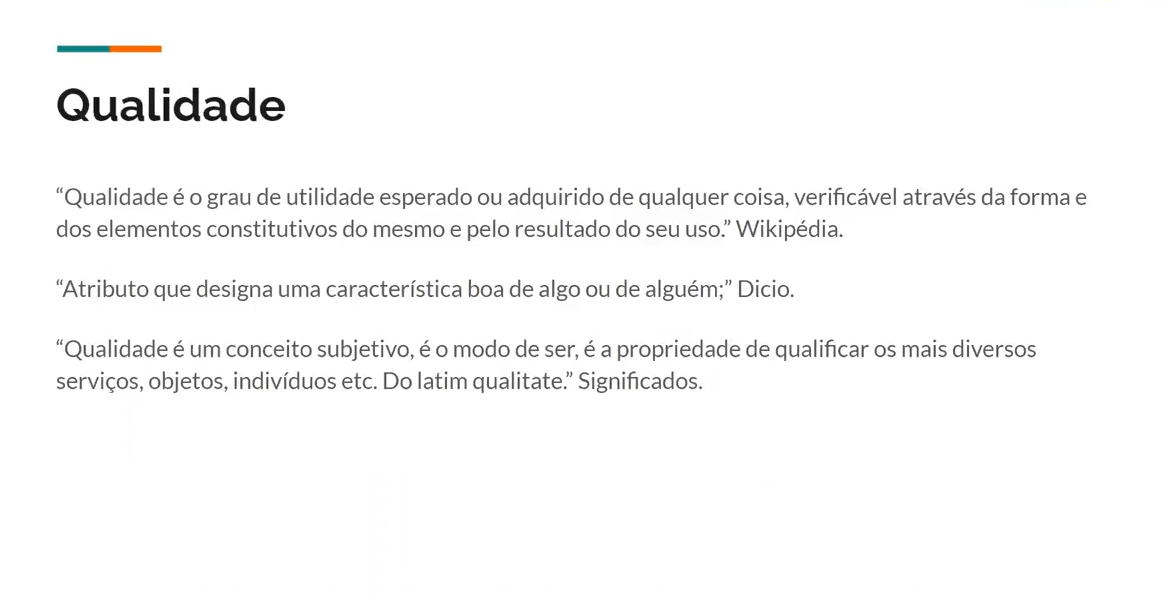 Qualidade
“Qualidade é o grau de utilidade esperado ou adquirido de qualquer coisa, verificável através da forma e
dos elementos constitutivos do mesmo e pelo resultado do seu uso.” Wikipédia.
“Atributo que designa uma característica boa de algo ou de alguém;” Dicio.
“Qualidade é um conceito subjetivo, é o modo de ser, é a propriedade de qualificar os mais diversos
serviços, objetos, indivíduos etc. Do latim qualitate.” Significados.